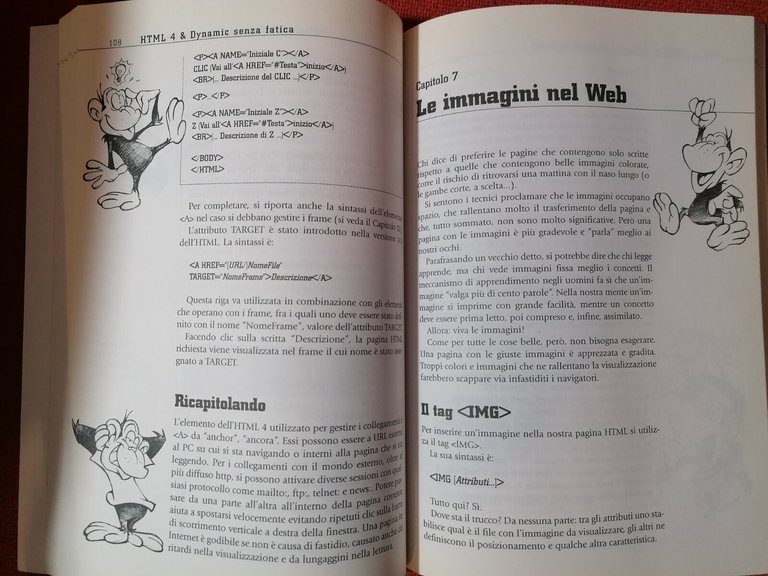 108 HTML 4 & Dynamic senza fatica
<P><A NAME="Iniziale C"></A>
CLIC |Vai all'<A HREF="#Testa">inizio</A>|
<BR>(... Descrizione del CLIC ...)</P>
<P>...</P>
<P><A NAME="Iniziale Z"></A>
Z |Vai all'<A HREF="#Testa">inizio</A>|
<BR>(... Descrizione di Z ...)</P>
</BODY>
</HTML>
Per completare, si riporta anche la sintassi dell'elemento
<A> nel caso si debbano gestire i frame (si veda il Capitolo
L'attributo TARGET è stato introdotto nella versione
dell'HTML. La sintassi è:
<A HREF="|URL/|NomeFile"
TARGET="NomeFrame">Descrizione</A>
Questa riga va utilizzata in combinazione con gli elementi
che operano con i frame, fra i quali uno deve essere stato
nito con il nome "NomeFrame", valore dell'attributo TARGET
Facendo clic sulla scritta "Descrizione", la pagina HTML
richiesta viene visualizzata nel frame il cui nome è stato
gnato a TARGET.
Ricapitolando
L'elemento dell'HTML 4 utilizzato per gestire i collegamenti è
<A> da "anchor", "ancora". Essi possono essere a URL
al PC su cui si sta navigando o interni alla pagina che si sta
leggendo. Per i collegamenti con il mondo esterno, oltre
più diffuso http, si possono attivare diverse sessioni con
siasi protocollo come mailto:, ftp:, telnet: e news:. Poter
sare da una parte all'altra all'interno della pagina corrente
aiuta a spostarsi velocemente evitando ripetuti clic sulla barra
di scorrimento verticale a destra della finestra. Una pagina
Internet è godibile se non è causa di fastidio, causato anche da
ritardi nella visualizzazione e da lungaggini nella lettura.
Capitolo 7
Le immagini nel Web
Chi dice di preferire le pagine che contengono solo scritte
rispetto a quelle che contengono belle immagini colorate,
corre il rischio di ritrovarsi una mattina con il naso lungo (o
le gambe corte, a scelta...).
Si sentono i tecnici proclamare che le immagini occupano
spazio, che rallentano molto il trasferimento della pagina e
che, tutto sommato, non sono molto significative. Però una
pagina con le immagini è più gradevole e "parla" meglio ai
nostri occhi.
Parafrasando un vecchio detto, si potrebbe dire che chi legge
apprende, ma chi vede immagini fissa meglio i concetti. Il
meccanismo di apprendimento negli uomini fa sì che un'im-
magine "valga più di cento parole". Nella nostra mente un'im-
magine si imprime con grande facilità, mentre un concetto
deve essere prima letto, poi compreso e, infine, assimilato.
Allora: viva le immagini!
Come per tutte le cose belle, però, non bisogna esagerare.
Una pagina con le giuste immagini è apprezzata e gradita.
Troppi colori e immagini che ne rallentano la visualizzazione
farebbero scappare via infastiditi i navigatori.
Il tag <IMG>
Per inserire un'immagine nella nostra pagina HTML si utiliz-
za il tag <IMG>.
La sua sintassi è:
<IMG |Attributi...|>
Tutto qui? Sì.
Dove sta il trucco? Da nessuna parte: tra gli attributi uno sta-
bilisce qual è il file con l'immagine da visualizzare, gli altri ne
definiscono il posizionamento e qualche altra caratteristica.